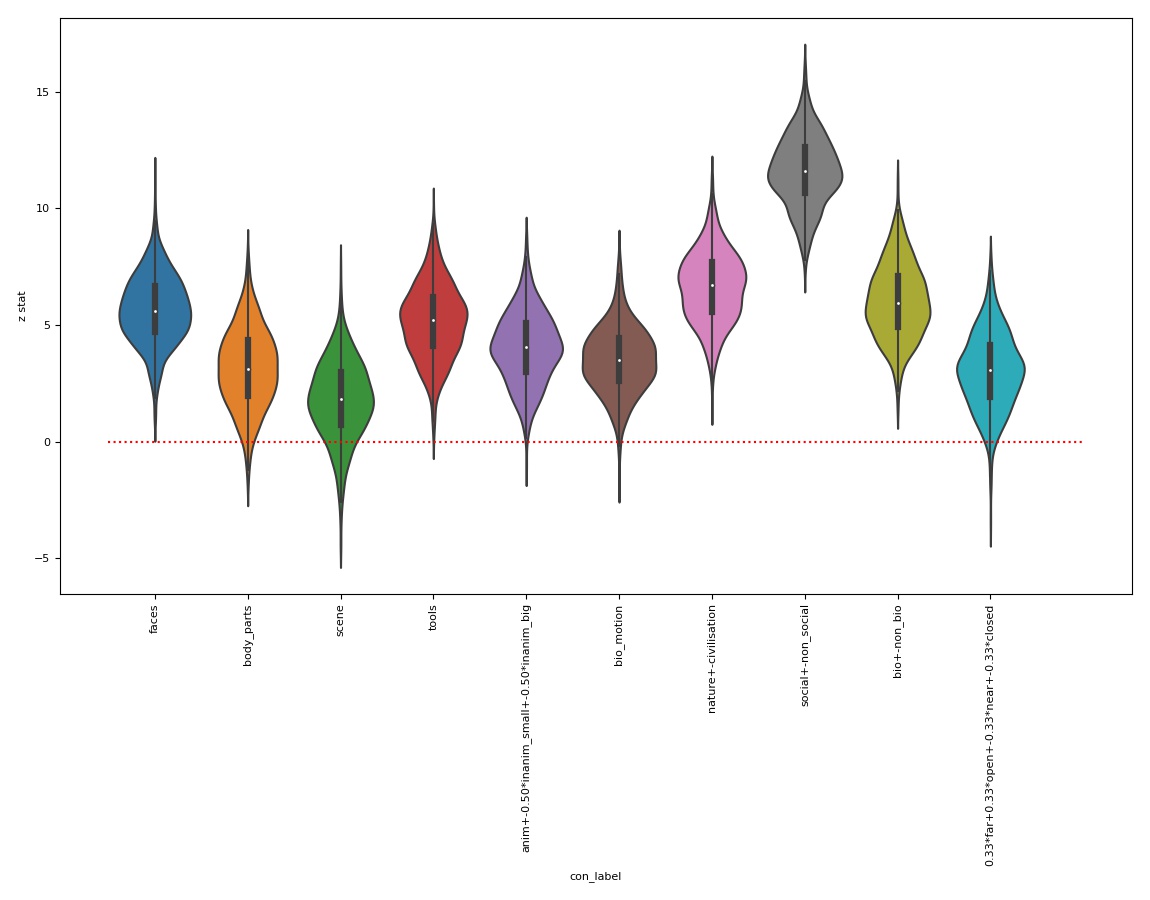 15
10
5
0
−5
z stat
faces
body_parts
scene
tools
anim+-0.50*inanim_small+-0.50*inanim_big
bio_motion
nature+-civilisation
social+-non_social
bio+-non_bio
0.33*far+0.33*open+-0.33*near+-0.33*closed
con_label